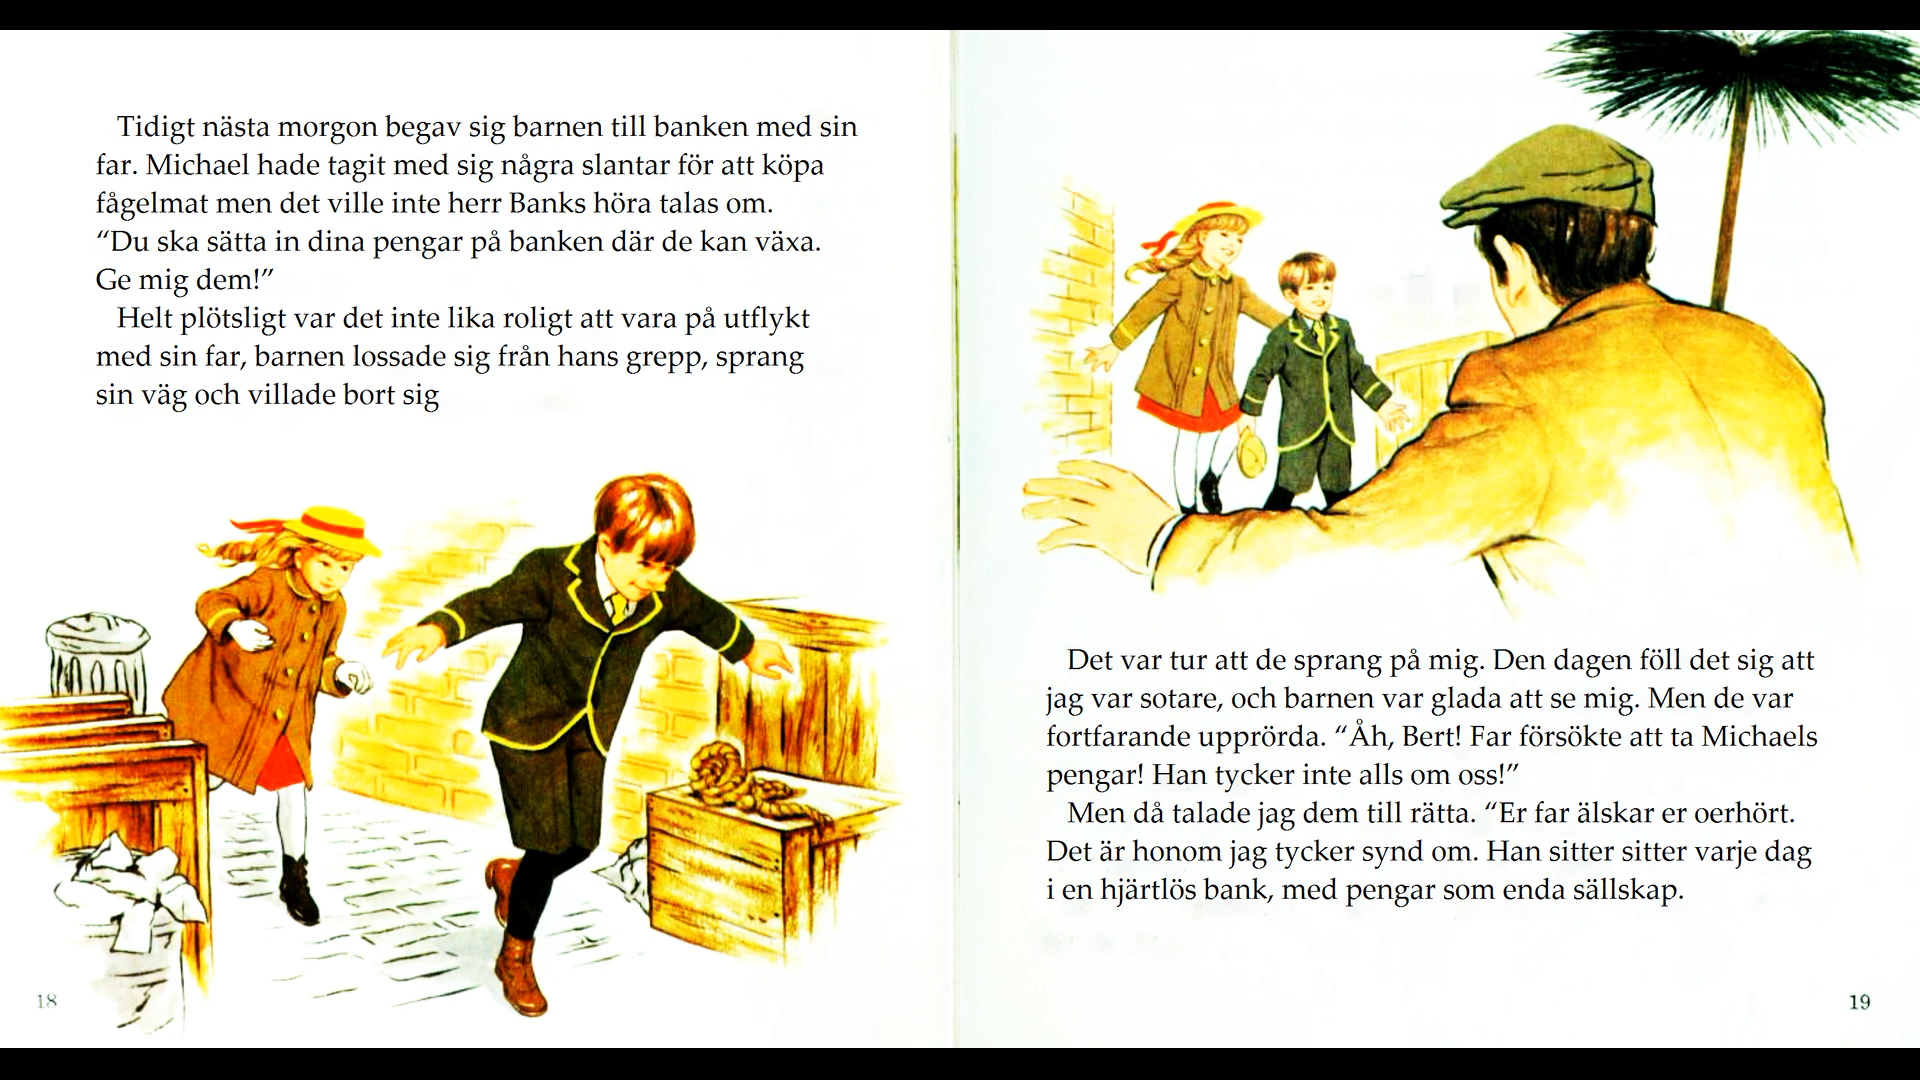 Tidigt nästa morgon begav sig barnen till banken med sin
far. Michael hade tagit med sig några slantar för att köpa
fågelmat men det ville inte herr Banks höra talas om.
“Du ska sätta in dina pengar på banken där de kan växa.
Ge mig dem!”
Helt plötsligt var det inte lika roligt att vara på utflykt
med sin far, barnen lossade sig från hans grepp, sprang
sin väg och villade bort sig
18
Det var tur att de sprang på mig. Den dagen föll det sig att
jag var sotare, och barnen var glada att se mig. Men de var
fortfarande upprörda. “Åh, Bert! Far försökte att ta Michaels
pengar! Han tycker inte alls om oss!”
Men då talade jag dem till rätta. “Er far älskar er oerhört.
Det är honom jag tycker synd om. Han sitter sitter varje dag
i en hjärtlös bank, med pengar som enda sällskap.
19